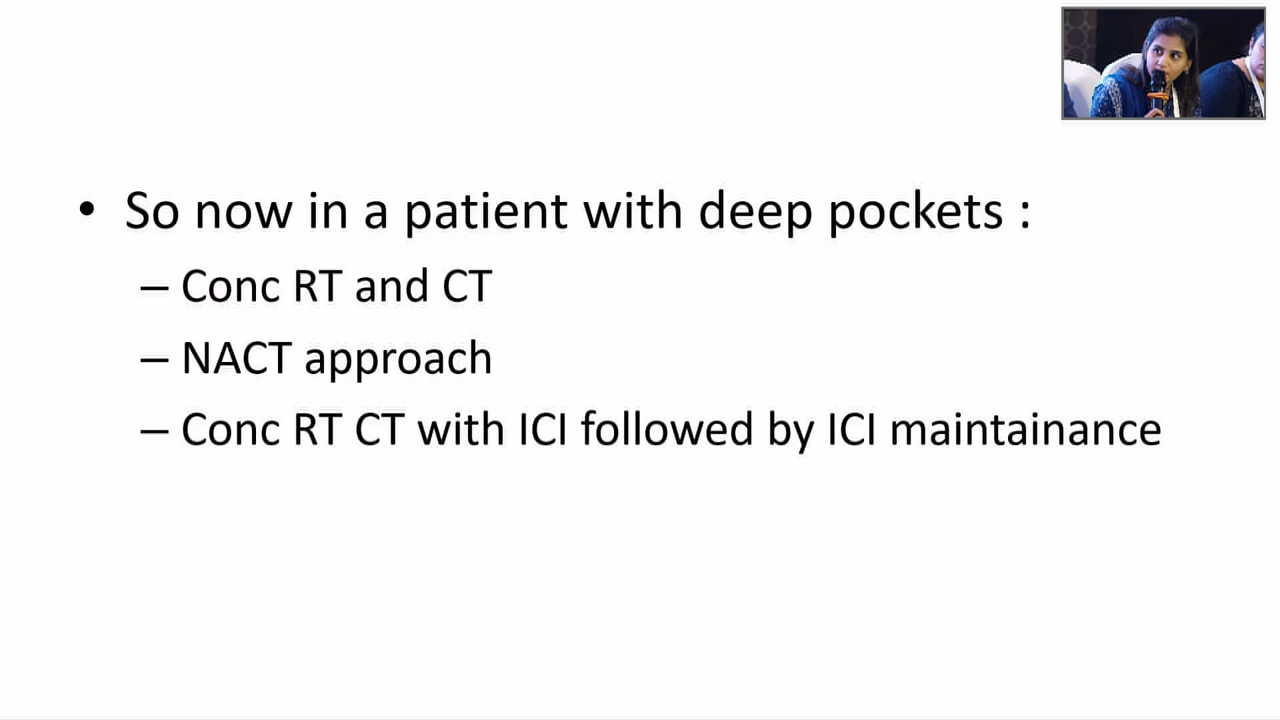 • So now in a patient with deep pockets :
– Conc RT and CT
– NACT approach
– Conc RT CT with ICI followed by ICI maintainance